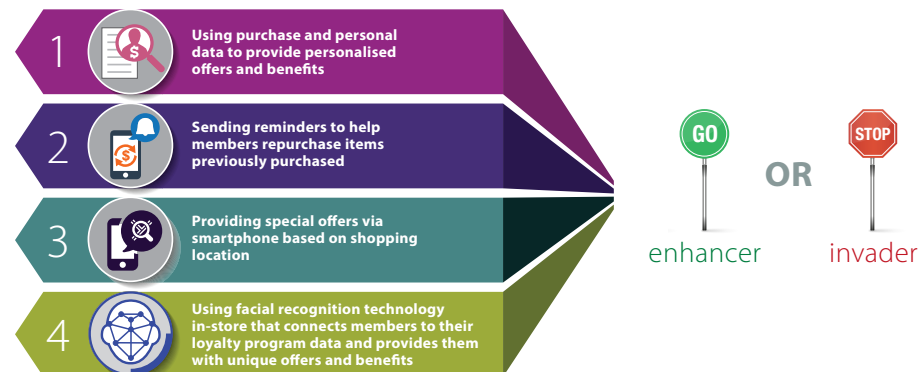 1
Using purchase and personal
data to provide personalised
offers and benefits
2
Sending reminders to help
members repurchase items
previously purchased
3
Providing special offers via
smartphone based on shopping
location
4
Using facial recognition technology
in-store that connects members to their
loyalty program data and provides them
with unique offers and benefits
GO
OR
STOP
enhancer
invader
$
$